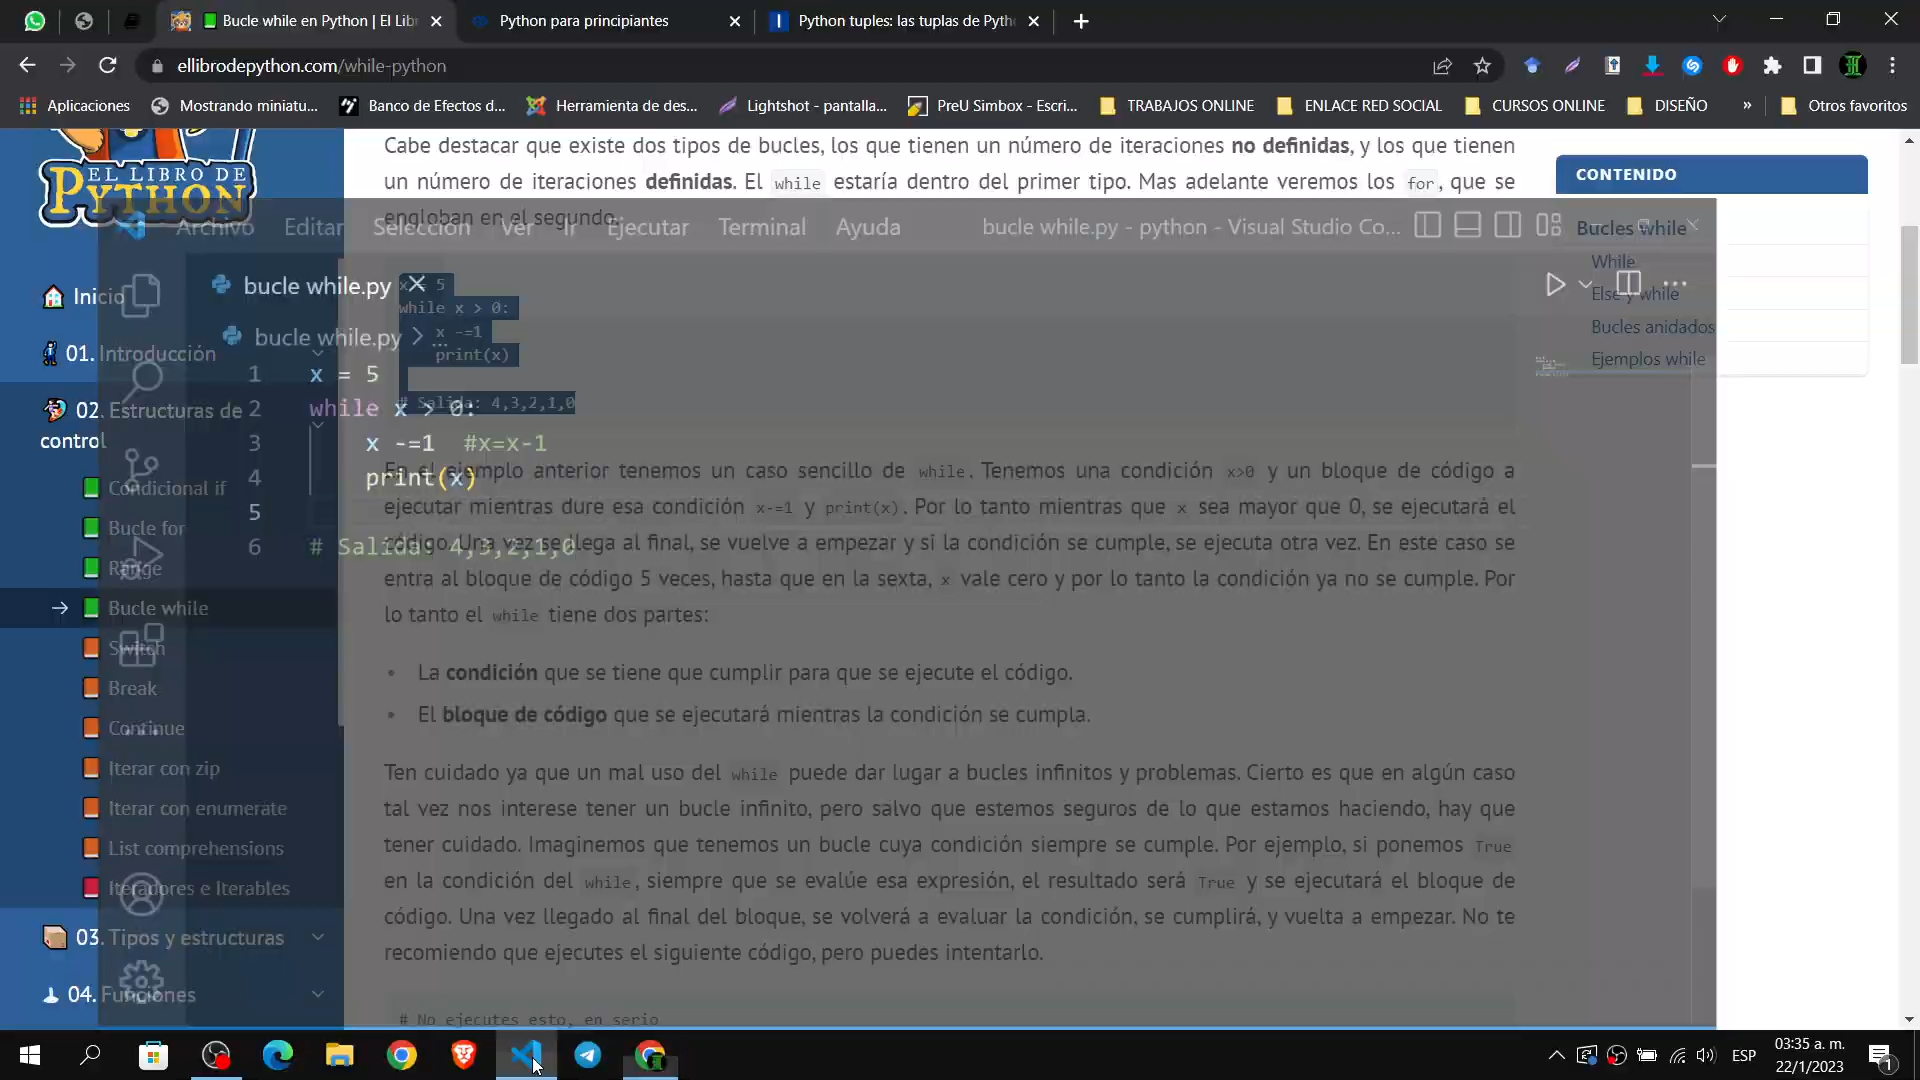 Bucle while en Python | El Lib
Python para principiantes
Python tuples: las tuplas de Pyth
ellibrodepython.com/while-python
Aplicaciones
Mostrando miniatu...
Banco de Efectos d...
Herramienta de des...
Lightshot - pantalla...
PreU Simbox - Escri...
TRABAJOS ONLINE
ENLACE RED SOCIAL
CURSOS ONLINE
DISEÑO
»
Otros favoritos
EL LIBRO DE
PYTHON
Inicio
01. Introducción
02. Estructuras de
control
Condicional if
Bucle for
Range
Bucle while
Switch
Break
Continue
Iterar con zip
Iterar con enumerate
List comprehensions
Iteradores e Iterables
03. Tipos y estructuras
04. Funciones
Cabe destacar que existe dos tipos de bucles, los que tienen un número de iteraciones no definidas, y los que tienen
un número de iteraciones definidas. El while estaría dentro del primer tipo. Mas adelante veremos los for, que se
engloban en el segundo.
x = 5
while x > 0:
x -=1
print(x)
# Salida: 4,3,2,1,0
En el ejemplo anterior tenemos un caso sencillo de while. Tenemos una condición x>0 y un bloque de código a
ejecutar mientras dure esa condición x-=1 y print(x). Por lo tanto mientras que x sea mayor que 0, se ejecutará el
código. Una vez se llega al final, se vuelve a empezar y si la condición se cumple, se ejecuta otra vez. En este caso se
entra al bloque de código 5 veces, hasta que en la sexta, x vale cero y por lo tanto la condición ya no se cumple. Por
lo tanto el while tiene dos partes:
• La condición que se tiene que cumplir para que se ejecute el código.
• El bloque de código que se ejecutará mientras la condición se cumpla.
Ten cuidado ya que un mal uso del while puede dar lugar a bucles infinitos y problemas. Cierto es que en algún caso
tal vez nos interese tener un bucle infinito, pero salvo que estemos seguros de lo que estamos haciendo, hay que
tener cuidado. Imaginemos que tenemos un bucle cuya condición siempre se cumple. Por ejemplo, si ponemos True
en la condición del while, siempre que se evalúe esa expresión, el resultado será True y se ejecutará el bloque de
código. Una vez llegado al final del bloque, se volverá a evaluar la condición, se cumplirá, y vuelta a empezar. No te
recomiendo que ejecutes el siguiente código, pero puedes intentarlo.
# No ejecutes esto, en serio
CONTENIDO
Bucles while
While
Else y while
Bucles anidados
Ejemplos while
Archivo Editar Selección Ver Ir Ejecutar Terminal Ayuda
bucle while.py - python - Visual Studio Co...
bucle while.py
bucle while.py > ...
1 x = 5
2 while x > 0:
3 x -=1 #x=x-1
4 print(x)
5
6 # Salida: 4,3,2,1,0
ESP
03:35 a. m.
22/1/2023
1